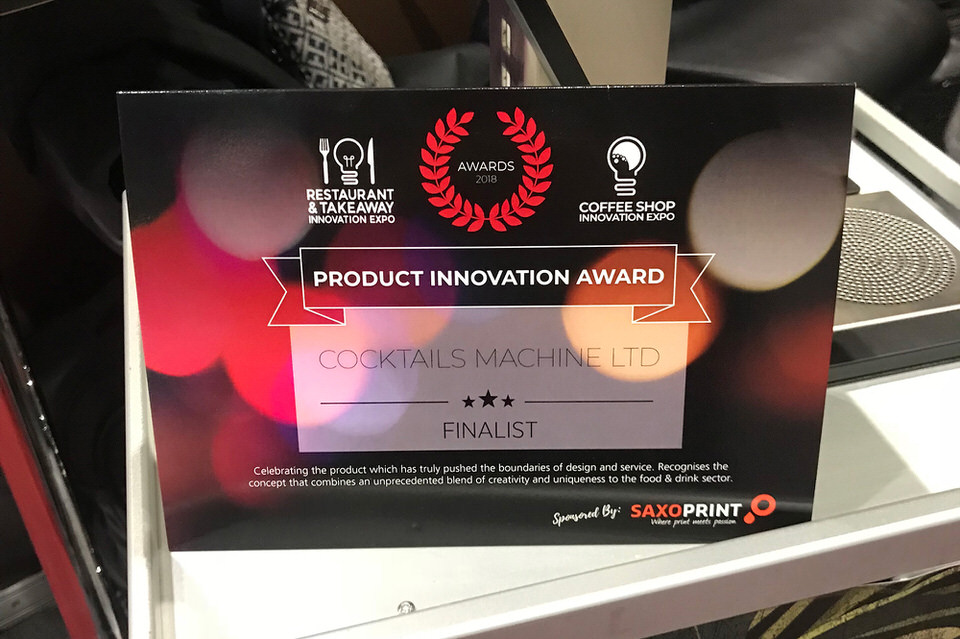 RESTAURANT
& TAKEAWAY
INNOVATION EXPO
AWARDS
2018
COFFEE SHOP
INNOVATION EXPO
PRODUCT INNOVATION AWARD
COCKTAILS MACHINE LTD
FINALIST
Celebrating the product which has truly pushed the boundaries of design and service. Recognises the
concept that combines an unprecedented blend of creativity and uniqueness to the food & drink sector.
Sponsored By: SAXOPRINT
Where print meets passion